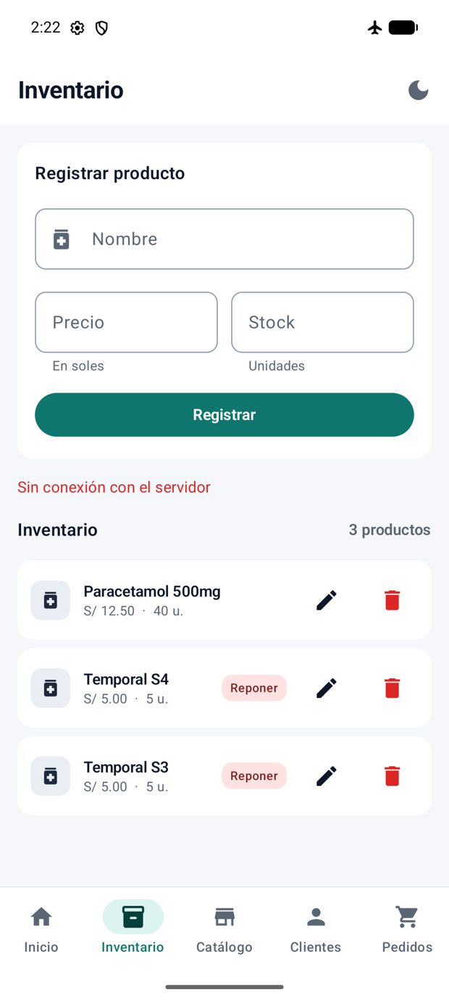 2:22
Inventario
Registrar producto
Nombre
Precio
Stock
En soles
Unidades
Registrar
Sin conexión con el servidor
Inventario
3 productos
Paracetamol 500mg
S/ 12.50 · 40 u.
Temporal S4
S/ 5.00 · 5 u.
Reponer
Temporal S3
S/ 5.00 · 5 u.
Reponer
Inicio
Inventario
Catálogo
Clientes
Pedidos